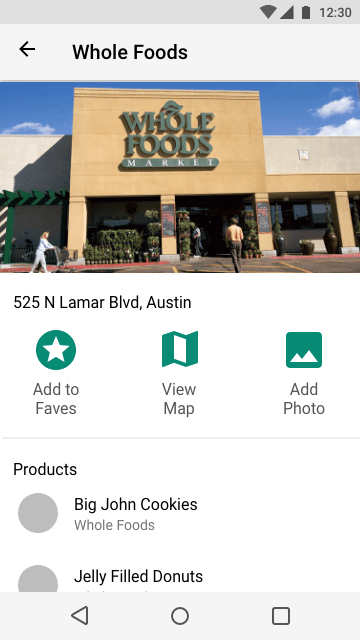 12:30
Whole Foods
WHOLE
FOODS
MARKET
525 N Lamar Blvd, Austin
Add to
Faves
View
Map
Add
Photo
Products
Big John Cookies
Whole Foods
Jelly Filled Donuts